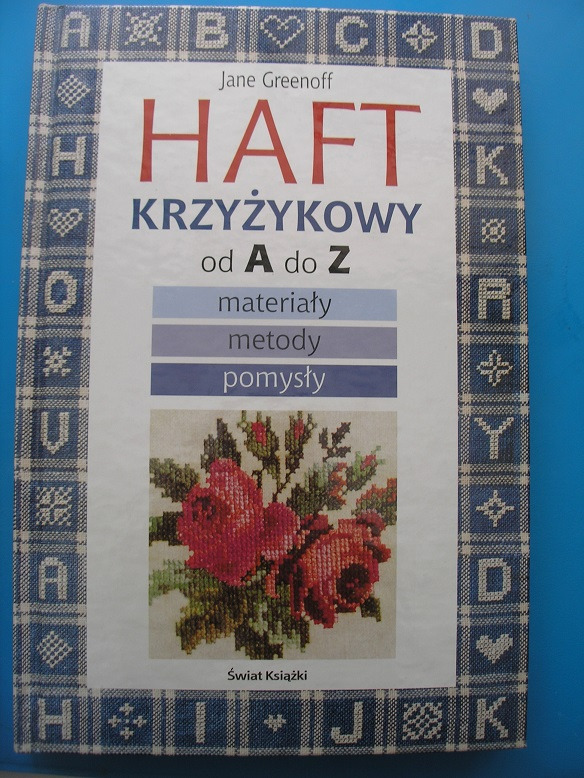 A B C D
Jane Greenoff
HAFT
KRZYŻYKOWY
od A do Z
materiały
metody
pomysły
Świat Książki
H
O
U
A
K
R
Y
D
H I J K